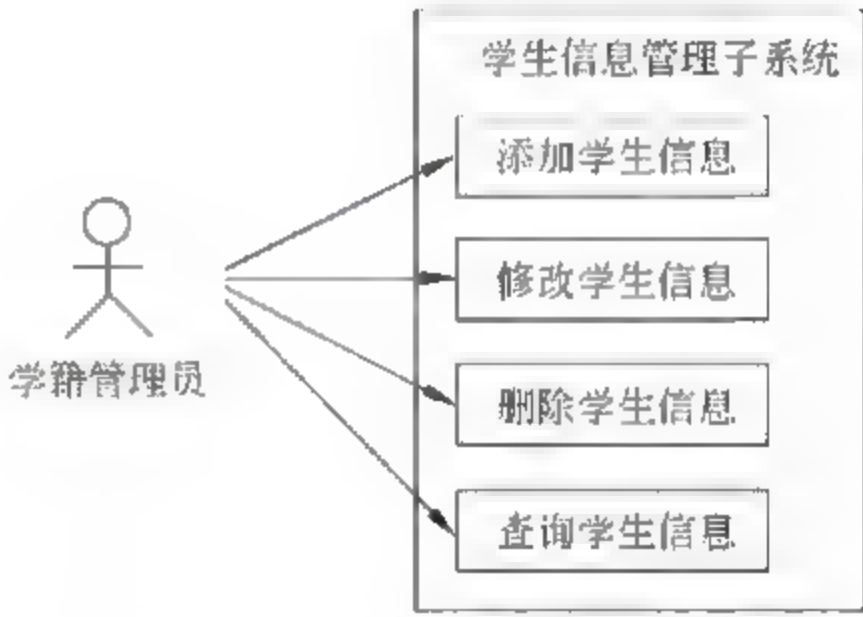 学生信息管理子系统
添加学生信息
修改学生信息
学籍管理员
删除学生信息
查询学生信息